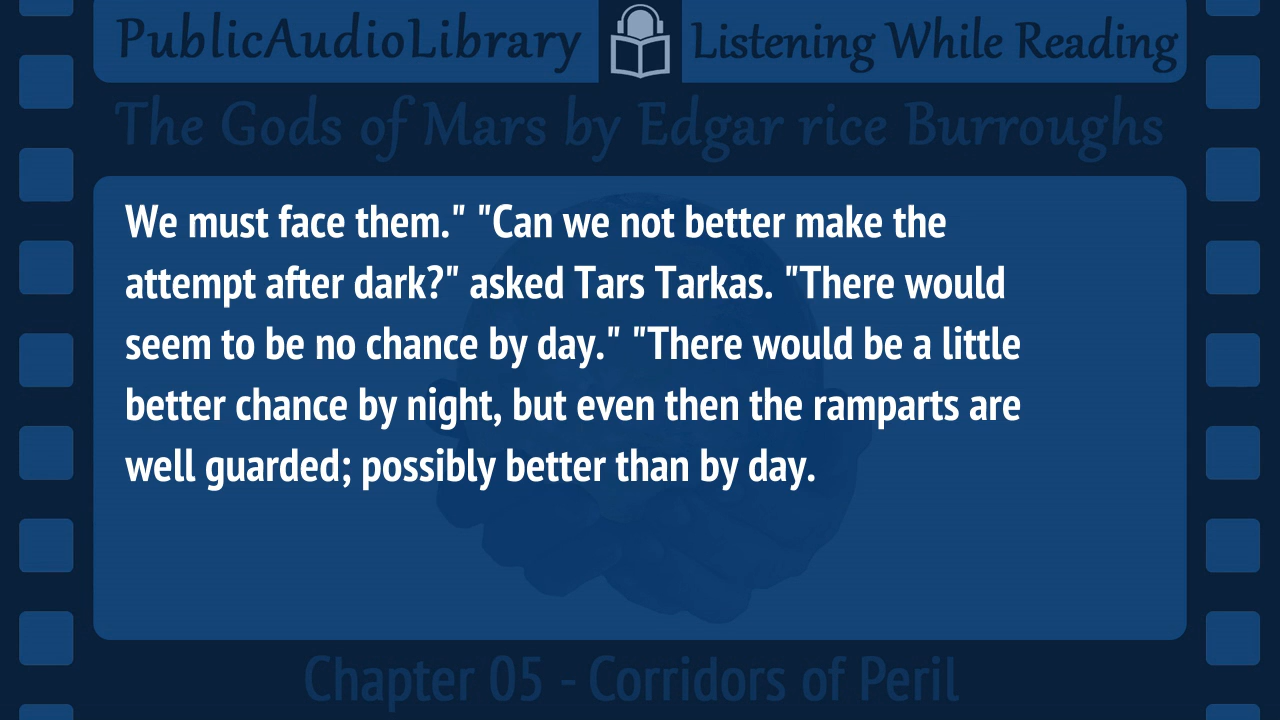 PublicAudioLibrary Listening While Reading
The Gods of Mars by Edgar rice Burroughs
We must face them." "Can we not better make the
attempt after dark?" asked Tars Tarkas. "There would
seem to be no chance by day." "There would be a little
better chance by night, but even then the ramparts are
well guarded; possibly better than by day.
Chapter 05 - Corridors of Peril